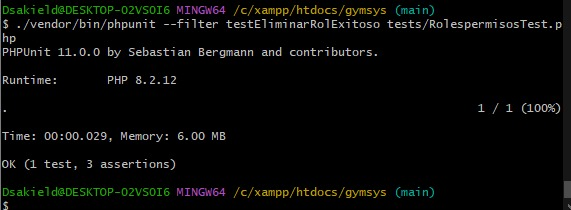 Dsakield@DESKTOP-O2VSOI6 MINGW64 /c/xampp/htdocs/gymsys (main)
$ ./vendor/bin/phpunit --filter testEliminarRolExitoso tests/RolespermisosTest.p
hp
PHPUnit 11.0.0 by Sebastian Bergmann and contributors.
Runtime:       PHP 8.2.12
.                                                                   1 / 1 (100%)
Time: 00:00.029, Memory: 6.00 MB
OK (1 test, 3 assertions)
Dsakield@DESKTOP-O2VSOI6 MINGW64 /c/xampp/htdocs/gymsys (main)
$